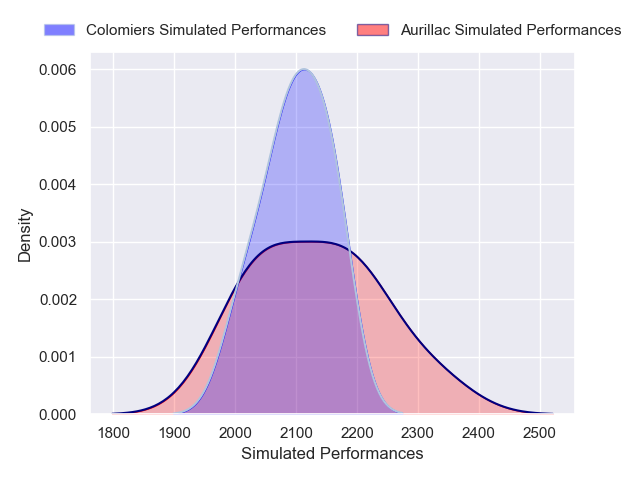 Colomiers Simulated Performances
Aurillac Simulated Performances
0.006
0.005
0.004
0.003
0.002
0.001
0.000
Density
1800 1900 2000 2100 2200 2300 2400 2500
Simulated Performances